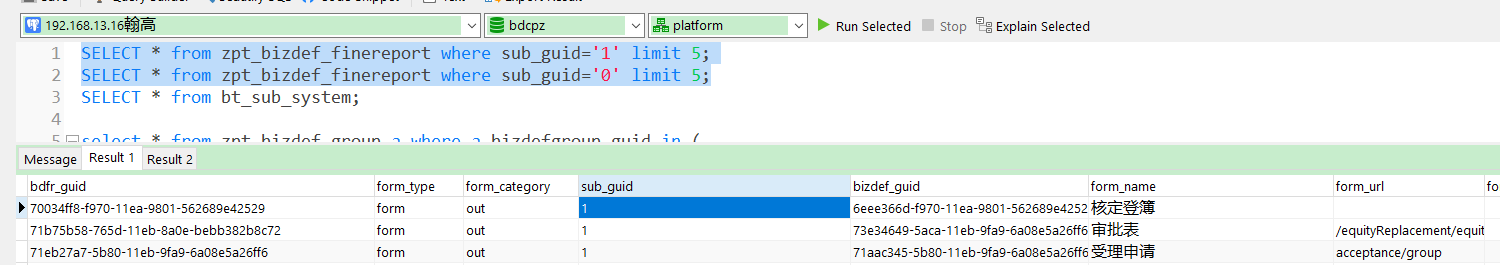 192.168.13.16翰高 bdcpz platform Run Selected Stop Explain Selected
1 SELECT * from zpt_bizdef_finereport where sub_guid='1' limit 5;
2 SELECT * from zpt_bizdef_finereport where sub_guid='0' limit 5;
3 SELECT * from bt_sub_system;
4
5 select * from zpt_bizdef_group a where a.bizdefgroup_guid in (
Message Result 1 Result 2
bdfr_guid form_type form_category sub_guid bizdef_guid form_name form_url fo
70034ff8-f970-11ea-9801-562689e42529 form out 1 6eee366d-f970-11ea-9801-562689e4252 核定登簿
71b75b58-765d-11eb-8a0e-bebb382b8c72 form out 1 73e34649-5aca-11eb-9fa9-6a08e5a26ff6 审批表 /equityReplacement/equit
71eb27a7-5b80-11eb-9fa9-6a08e5a26ff6 form out 1 71aac345-5b80-11eb-9fa9-6a08e5a26ff6 受理申请 acceptance/group